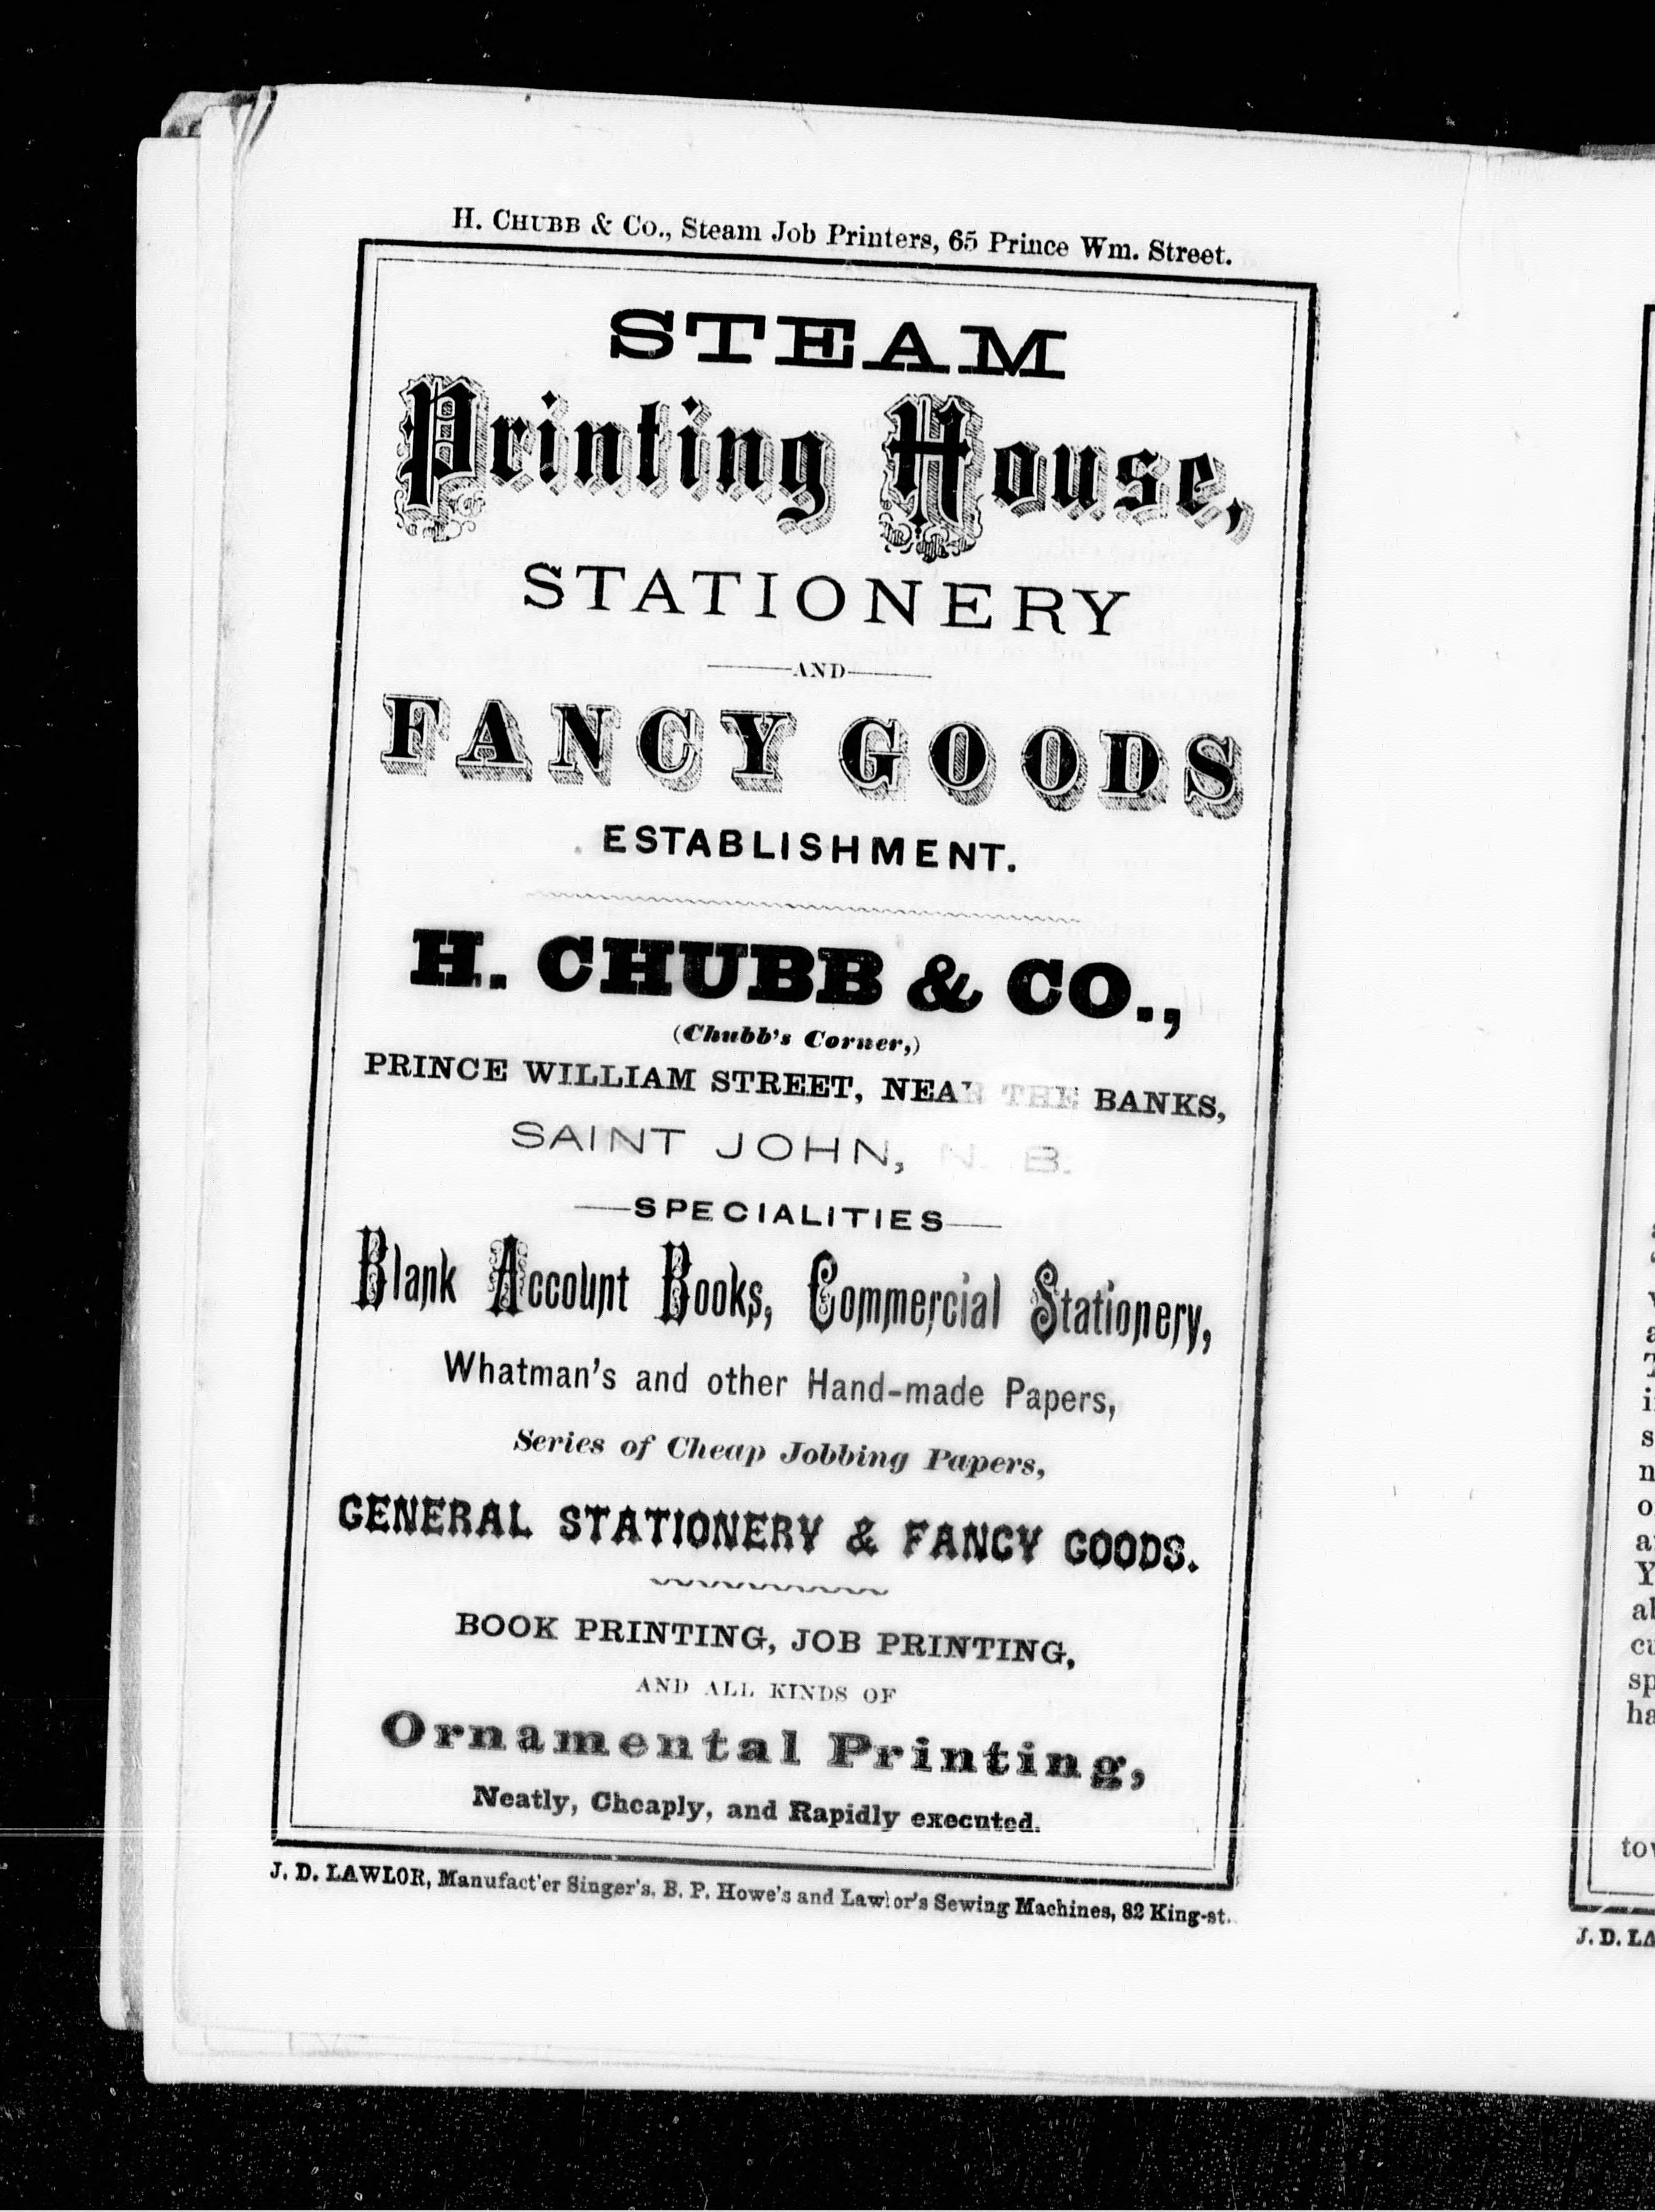 H. CHUBB & CO., Steam Job Printers, 65 Prince Wm. Street.
STEAM
Printing House,
STATIONERY
AND
FANCY GOODS
ESTABLISHMENT.
H. CHUBB & CO.,
(Chubb's Corner,)
PRINCE WILLIAM STREET, NEAR THE BANKS,
SAINT JOHN, N. B.
—SPECIALITIES—
Blank Account Books, Commercial Stationery,
Whatman's and other Hand-made Papers,
Series of Cheap Jobbing Papers,
GENERAL STATIONERY & FANCY GOODS.
BOOK PRINTING, JOB PRINTING,
AND ALL KINDS OF
Ornamental Printing,
Neatly, Cheaply, and Rapidly executed.
J. D. LAWLOR, Manufact'er Singer's, B. P. Howe's and Lawlor's Sewing Machines, 82 King-st.
J. D. LA